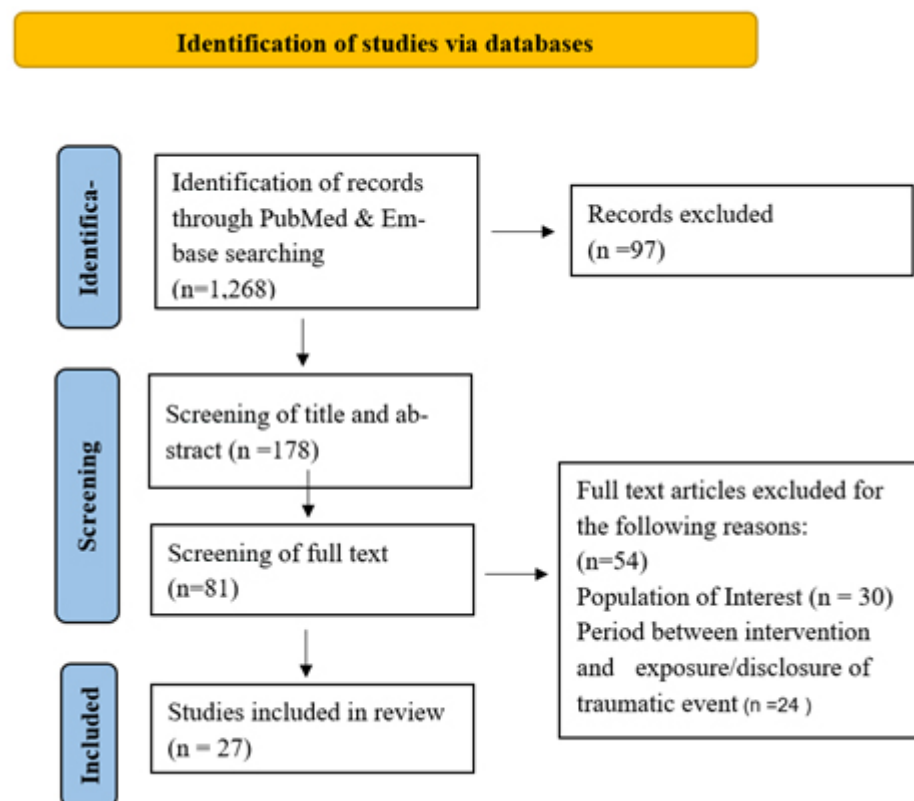 Identification of studies via databases
Identifica-
Identification of records
through PubMed & Em-
base searching
(n=1,268)
Records excluded
(n =97)
Screening
Screening of title and ab-
stract (n =178)
Screening of full text
(n=81)
Full text articles excluded for
the following reasons:
(n=54)
Population of Interest (n = 30)
Period between intervention
and exposure/disclosure of
traumatic event (n =24 )
Included
Studies included in review
(n = 27)